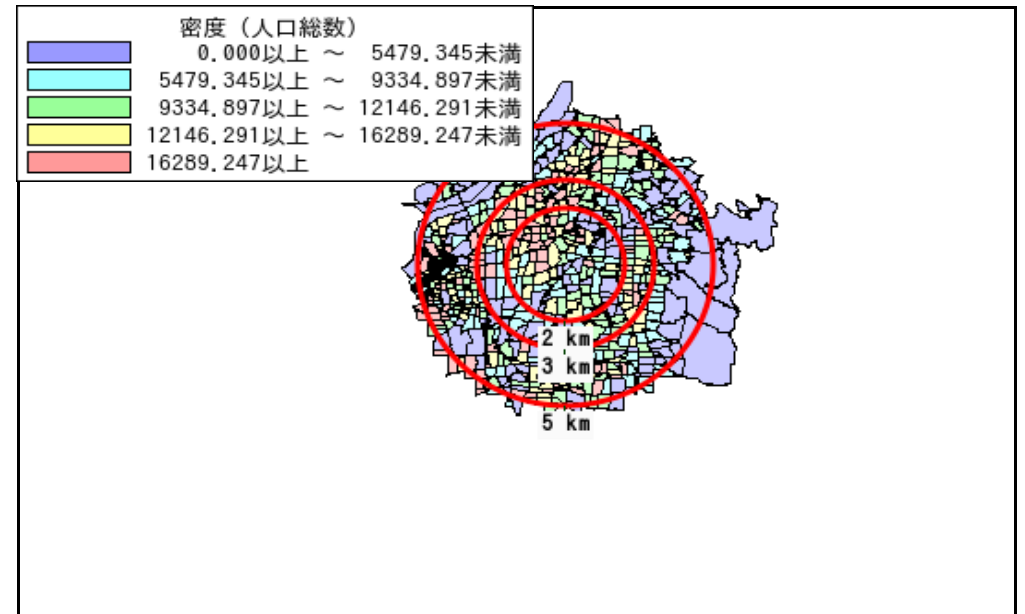 密度（人口総数）
0.000以上 ～ 5479.345未満
5479.345以上 ～ 9334.897未満
9334.897以上 ～ 12146.291未満
12146.291以上 ～ 16289.247未満
16289.247以上
2 km
3 km
5 km